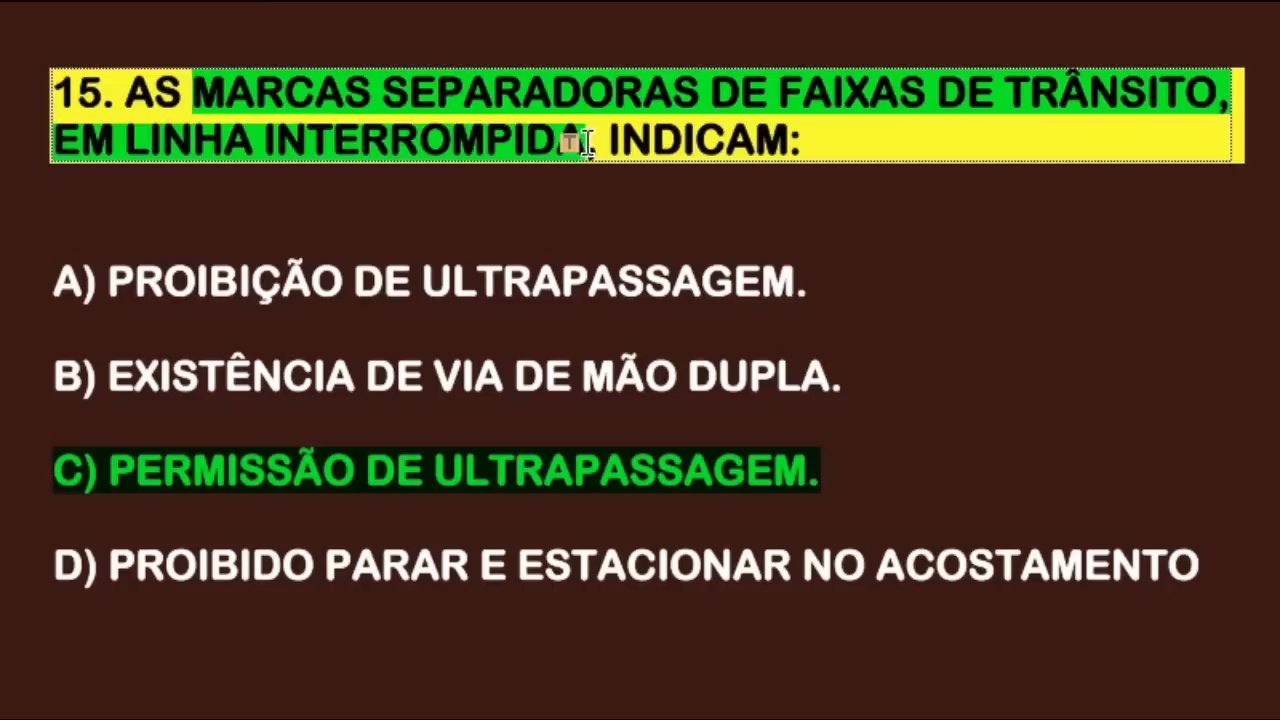 15. AS MARCAS SEPARADORAS DE FAIXAS DE TRÂNSITO,
EM LINHA INTERROMPIDA, INDICAM:
A) PROIBIÇÃO DE ULTRAPASSAGEM.
B) EXISTÊNCIA DE VIA DE MÃO DUPLA.
C) PERMISSÃO DE ULTRAPASSAGEM.
D) PROIBIDO PARAR E ESTACIONAR NO ACOSTAMENTO